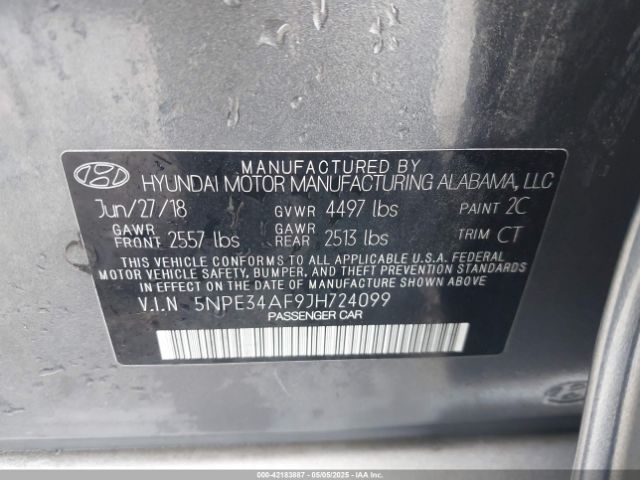 MANUFACTURED BY
HYUNDAI MOTOR MANUFACTURING ALABAMA, LLC
Jun/27/18 GVWR 4497 lbs PAINT 2C
GAWR FRONT 2557 lbs GAWR REAR 2513 lbs TRIM CT
THIS VEHICLE CONFORMS TO ALL APPLICABLE U.S.A. FEDERAL
MOTOR VEHICLE SAFETY, BUMPER, AND THEFT PREVENTION STANDARDS
IN EFFECT ON THE DATE OF MANUFACTURE SHOWN ABOVE.
V.I.N 5NPE34AF9JH724099
PASSENGER CAR
000-42183887 - 05/05/2025 - IAAI.COM